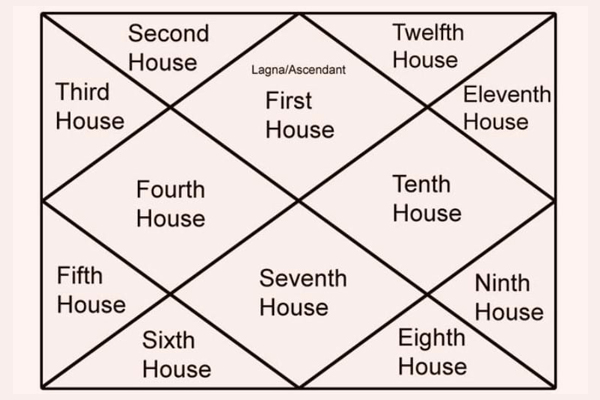 Second
House
Twelfth
House
Lagna/Ascendant
First
House
Third
House
Eleventh
House
Fourth
House
Tenth
House
Fifth
House
Seventh
House
Ninth
House
Sixth
House
Eighth
House